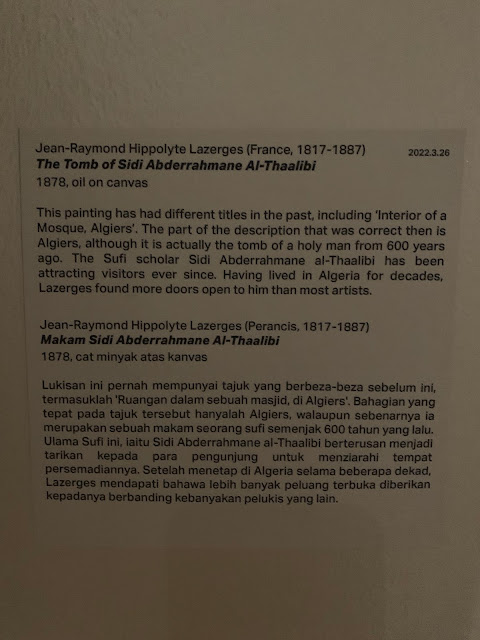 Jean-Raymond Hippolyte Lazerges (France, 1817-1887) 2022.3.26
The Tomb of Sidi Abderrahmane Al-Thaalibi
1878, oil on canvas
This painting has had different titles in the past, including 'Interior of a
Mosque, Algiers'. The part of the description that was correct then is
Algiers, although it is actually the tomb of a holy man from 600 years
ago. The Sufi scholar Sidi Abderrahmane al-Thaalibi has been
attracting visitors ever since. Having lived in Algeria for decades,
Lazerges found more doors open to him than most artists.
Jean-Raymond Hippolyte Lazerges (Perancis, 1817-1887)
Makam Sidi Abderrahmane Al-Thaalibi
1878, cat minyak atas kanvas
Lukisan ini pernah mempunyai tajuk yang berbeza-beza sebelum ini,
termasuklah 'Ruangan dalam sebuah masjid, di Algiers'. Bahagian yang
tepat pada tajuk tersebut hanyalah Algiers, walaupun sebenarnya ia
merupakan sebuah makam seorang sufi semenjak 600 tahun yang lalu.
Ulama Sufi ini, iaitu Sidi Abderrahmane al-Thaalibi berterusan menjadi
tarikan kepada para pengunjung untuk menziarahi tempat
persemadiannya. Setelah menetap di Algeria selama beberapa dekad,
Lazerges mendapati bahawa lebih banyak peluang terbuka diberikan
kepadanya berbanding kebanyakan pelukis yang lain.